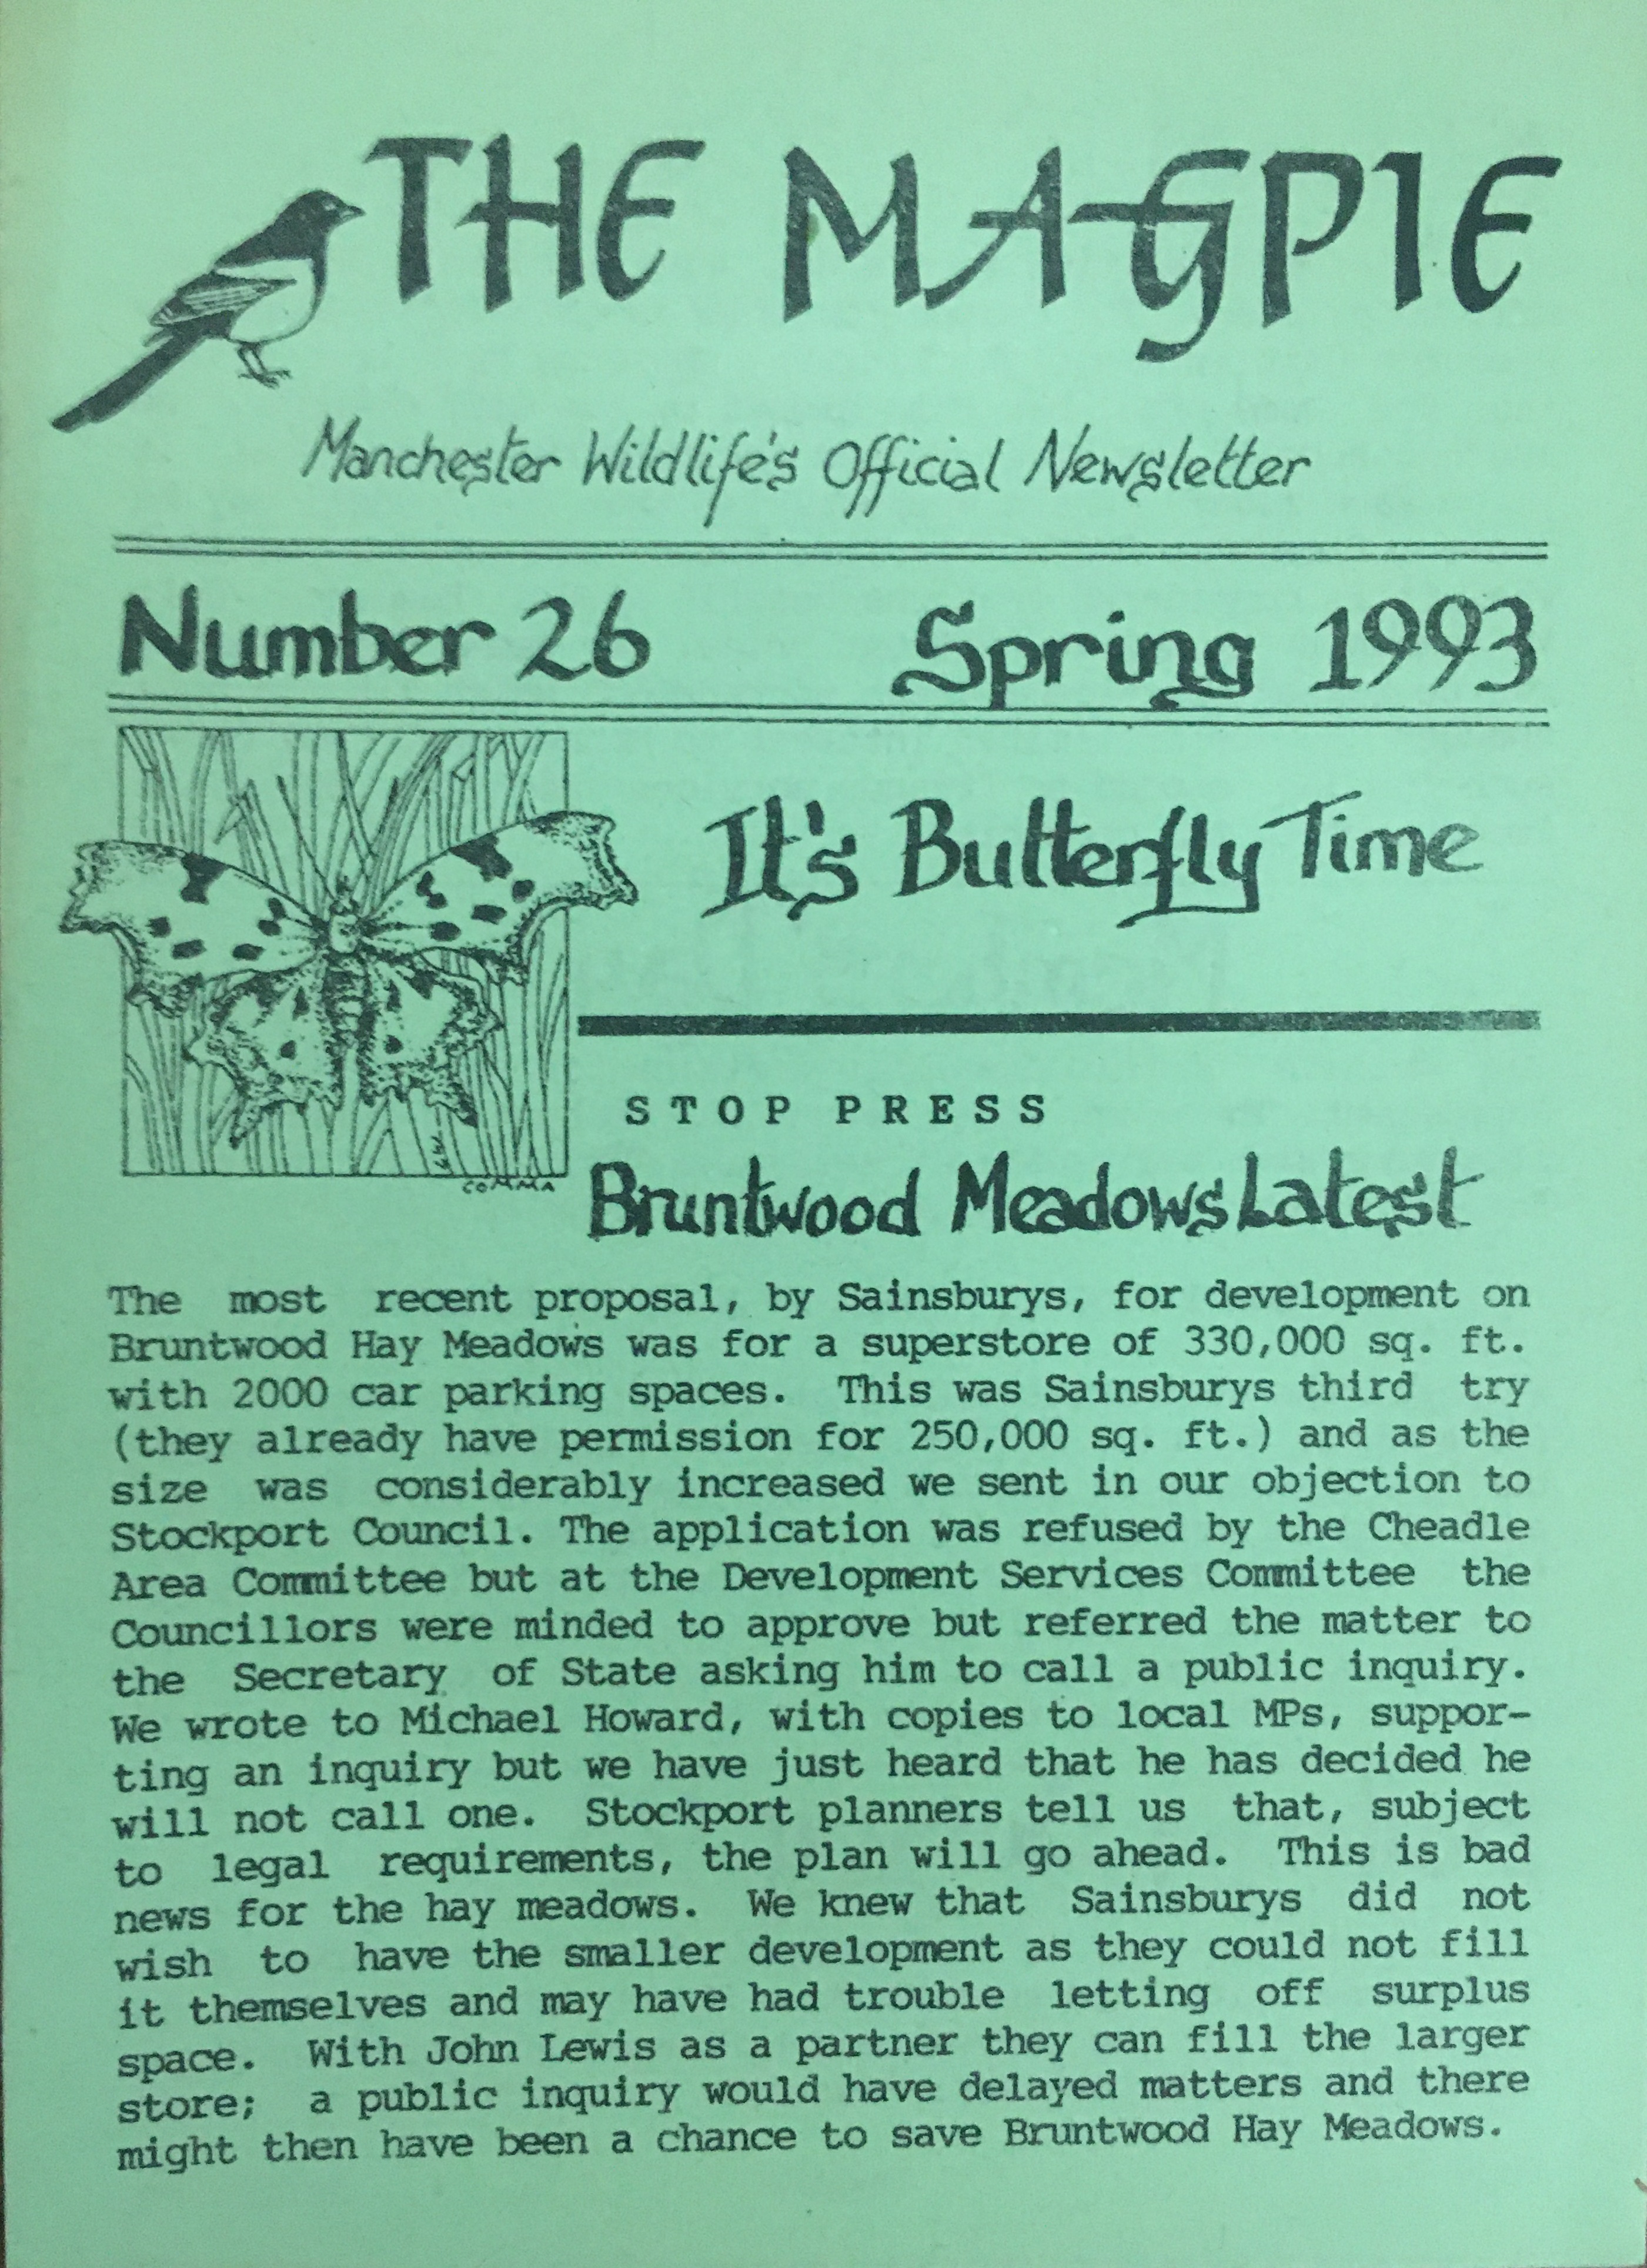 THE MAGPIE
Manchester Wildlife's Official Newsletter
Number 26 Spring 1993
It's Butterfly Time
COMMA
STOP PRESS
Bruntwood Meadows Latest
The most recent proposal, by Sainsburys, for development on
Bruntwood Hay Meadows was for a superstore of 330,000 sq. ft.
with 2000 car parking spaces. This was Sainsburys third try
(they already have permission for 250,000 sq. ft.) and as the
size was considerably increased we sent in our objection to
Stockport Council. The application was refused by the Cheadle
Area Committee but at the Development Services Committee the
Councillors were minded to approve but referred the matter to
the Secretary of State asking him to call a public inquiry.
We wrote to Michael Howard, with copies to local MPs, suppor-
ting an inquiry but we have just heard that he has decided he
will not call one. Stockport planners tell us that, subject
to legal requirements, the plan will go ahead. This is bad
news for the hay meadows. We knew that Sainsburys did not
wish to have the smaller development as they could not fill
it themselves and may have had trouble letting off surplus
space. With John Lewis as a partner they can fill the larger
store; a public inquiry would have delayed matters and there
might then have been a chance to save Bruntwood Hay Meadows.